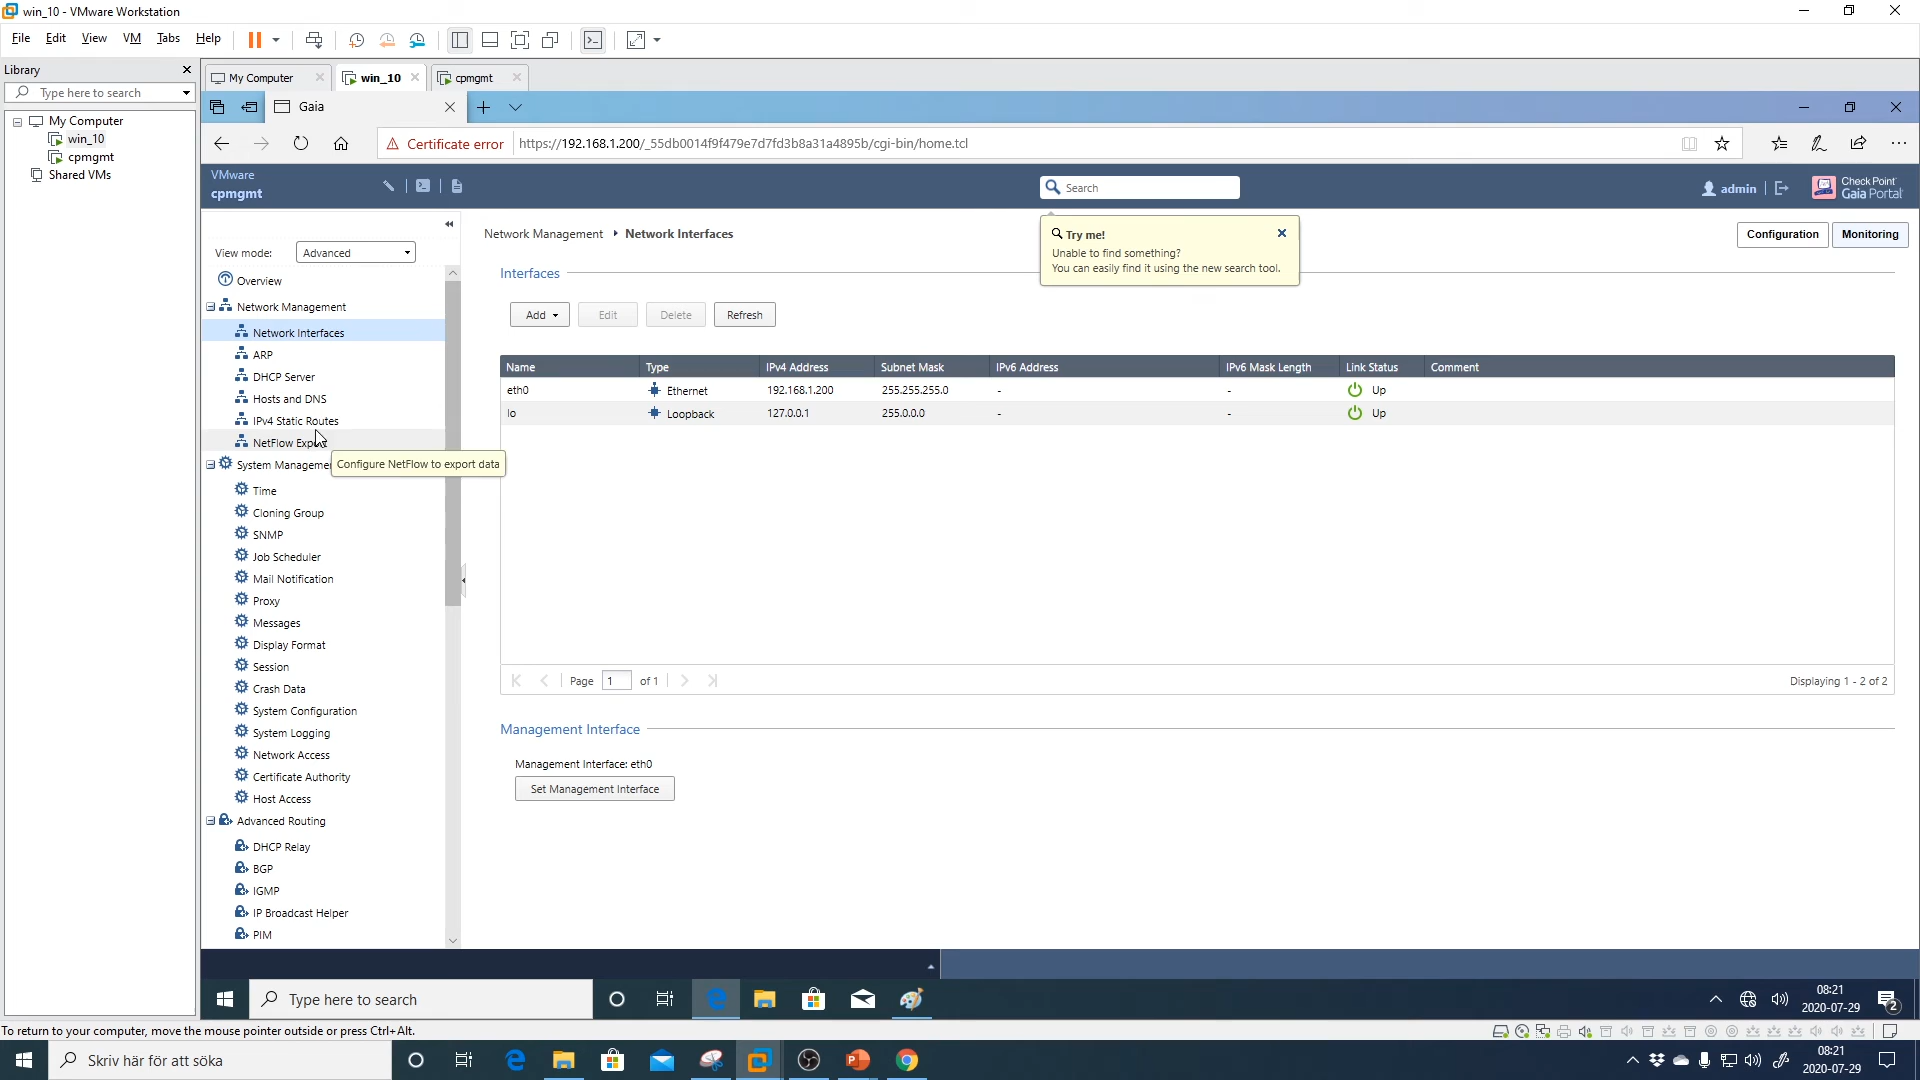 win_10 - VMware Workstation
File Edit View VM Tabs Help
Library
Type here to search
My Computer
win_10
cpmgmt
Shared VMs
My Computer win_10 cpmgmt
Gaia
Certificate error https://192.168.1.200/_55db0014f9f479e7d7fd3b8a31a4895b/cgi-bin/home.tcl
VMware
cpmgmt
Search
admin
Check Point
Gaia Portal
View mode: Advanced
Overview
Network Management
Network Interfaces
ARP
DHCP Server
Hosts and DNS
IPv4 Static Routes
NetFlow Export
System Management
Configure NetFlow to export data
Time
Cloning Group
SNMP
Job Scheduler
Mail Notification
Proxy
Messages
Display Format
Session
Crash Data
System Configuration
System Logging
Network Access
Certificate Authority
Host Access
Advanced Routing
DHCP Relay
BGP
IGMP
IP Broadcast Helper
PIM
Network Management Network Interfaces
Try me!
Unable to find something?
You can easily find it using the new search tool.
Configuration Monitoring
Interfaces
Add Edit Delete Refresh
Name Type IPv4 Address Subnet Mask IPv6 Address IPv6 Mask Length Link Status Comment
eth0 Ethernet 192.168.1.200 255.255.255.0 - - Up
lo Loopback 127.0.0.1 255.0.0.0 - - Up
Page 1 of 1 Displaying 1 - 2 of 2
Management Interface
Management Interface: eth0
Set Management Interface
Type here to search
08:21
2020-07-29
2
To return to your computer, move the mouse pointer outside or press Ctrl+Alt.
Skriv här för att söka
08:21
2020-07-29